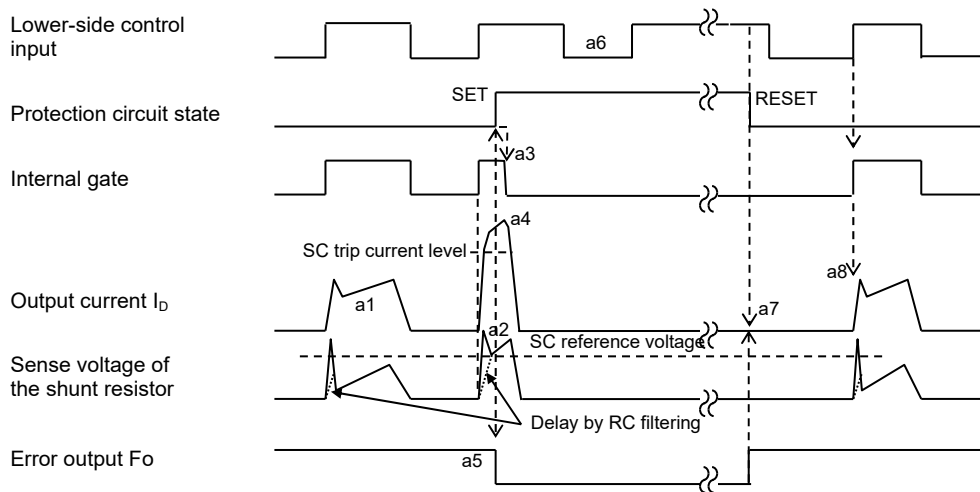 Lower-side control
input
a6
Protection circuit state
SET
RESET
a3
Internal gate
a4
SC trip current level
a8
Output current ID
a1
a7
a2
SC reference voltage
Sense voltage of
the shunt resistor
Delay by RC filtering
Error output Fo
a5